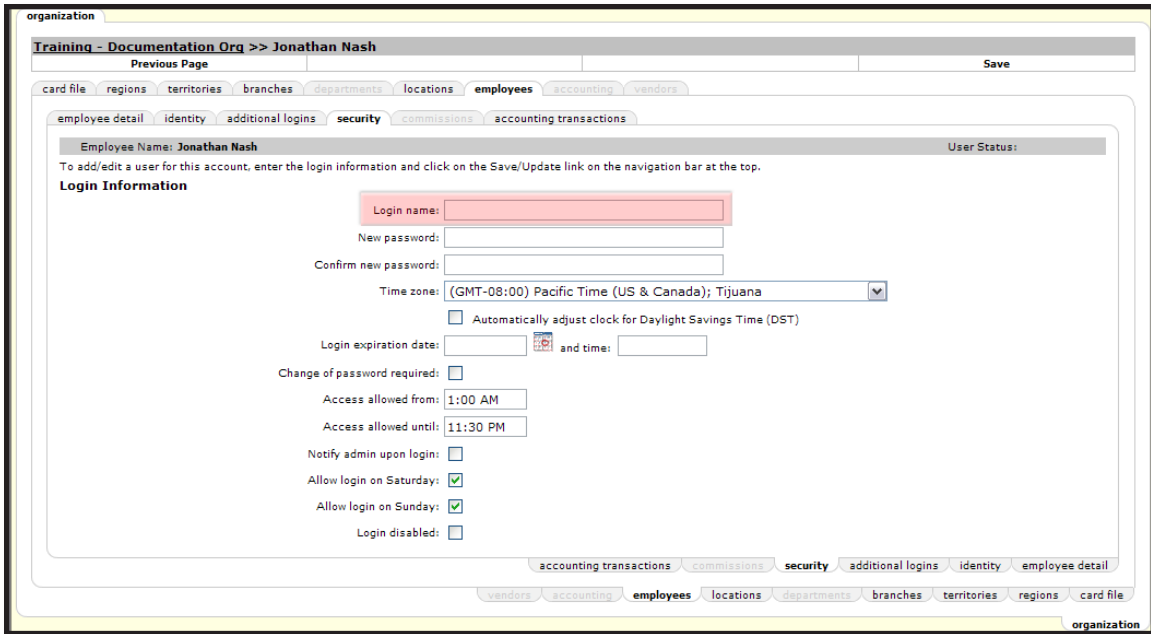 organization
Training - Documentation Org >> Jonathan Nash
Previous Page Save
card file regions territories branches departments locations employees accounting vendors
employee detail identity additional logins security commissions accounting transactions
Employee Name: Jonathan Nash User Status:
To add/edit a user for this account, enter the login information and click on the Save/Update link on the navigation bar at the top.
Login Information
Login name:
New password:
Confirm new password:
Time zone: (GMT-08:00) Pacific Time (US & Canada); Tijuana
Automatically adjust clock for Daylight Savings Time (DST)
Login expiration date: and time:
Change of password required:
Access allowed from: 1:00 AM
Access allowed until: 11:30 PM
Notify admin upon login:
Allow login on Saturday:
Allow login on Sunday:
Login disabled:
accounting transactions commissions security additional logins identity employee detail
vendors accounting employees locations departments branches territories regions card file
organization